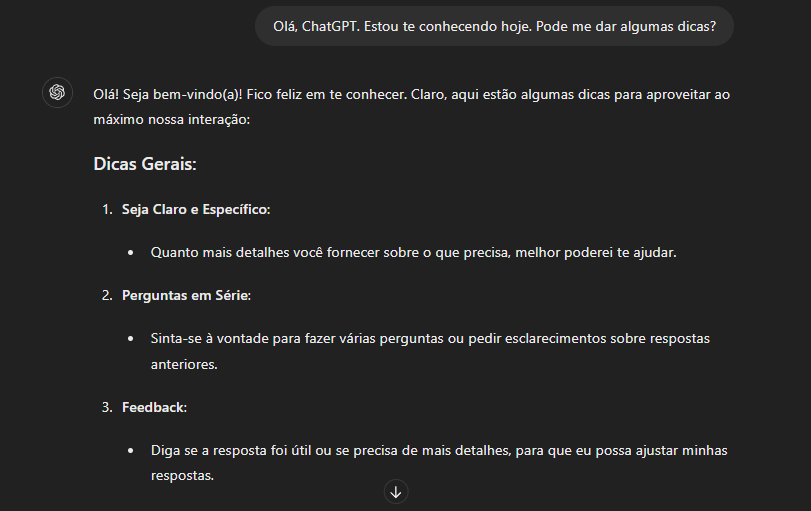 Olá, ChatGPT. Estou te conhecendo hoje. Pode me dar algumas dicas?
Olá! Seja bem-vindo(a)! Fico feliz em te conhecer. Claro, aqui estão algumas dicas para aproveitar ao
máximo nossa interação:
Dicas Gerais:
1. Seja Claro e Específico:
• Quanto mais detalhes você fornecer sobre o que precisa, melhor poderei te ajudar.
2. Perguntas em Série:
• Sinta-se à vontade para fazer várias perguntas ou pedir esclarecimentos sobre respostas
anteriores.
3. Feedback:
• Diga se a resposta foi útil ou se precisa de mais detalhes, para que eu possa ajustar minhas
respostas.